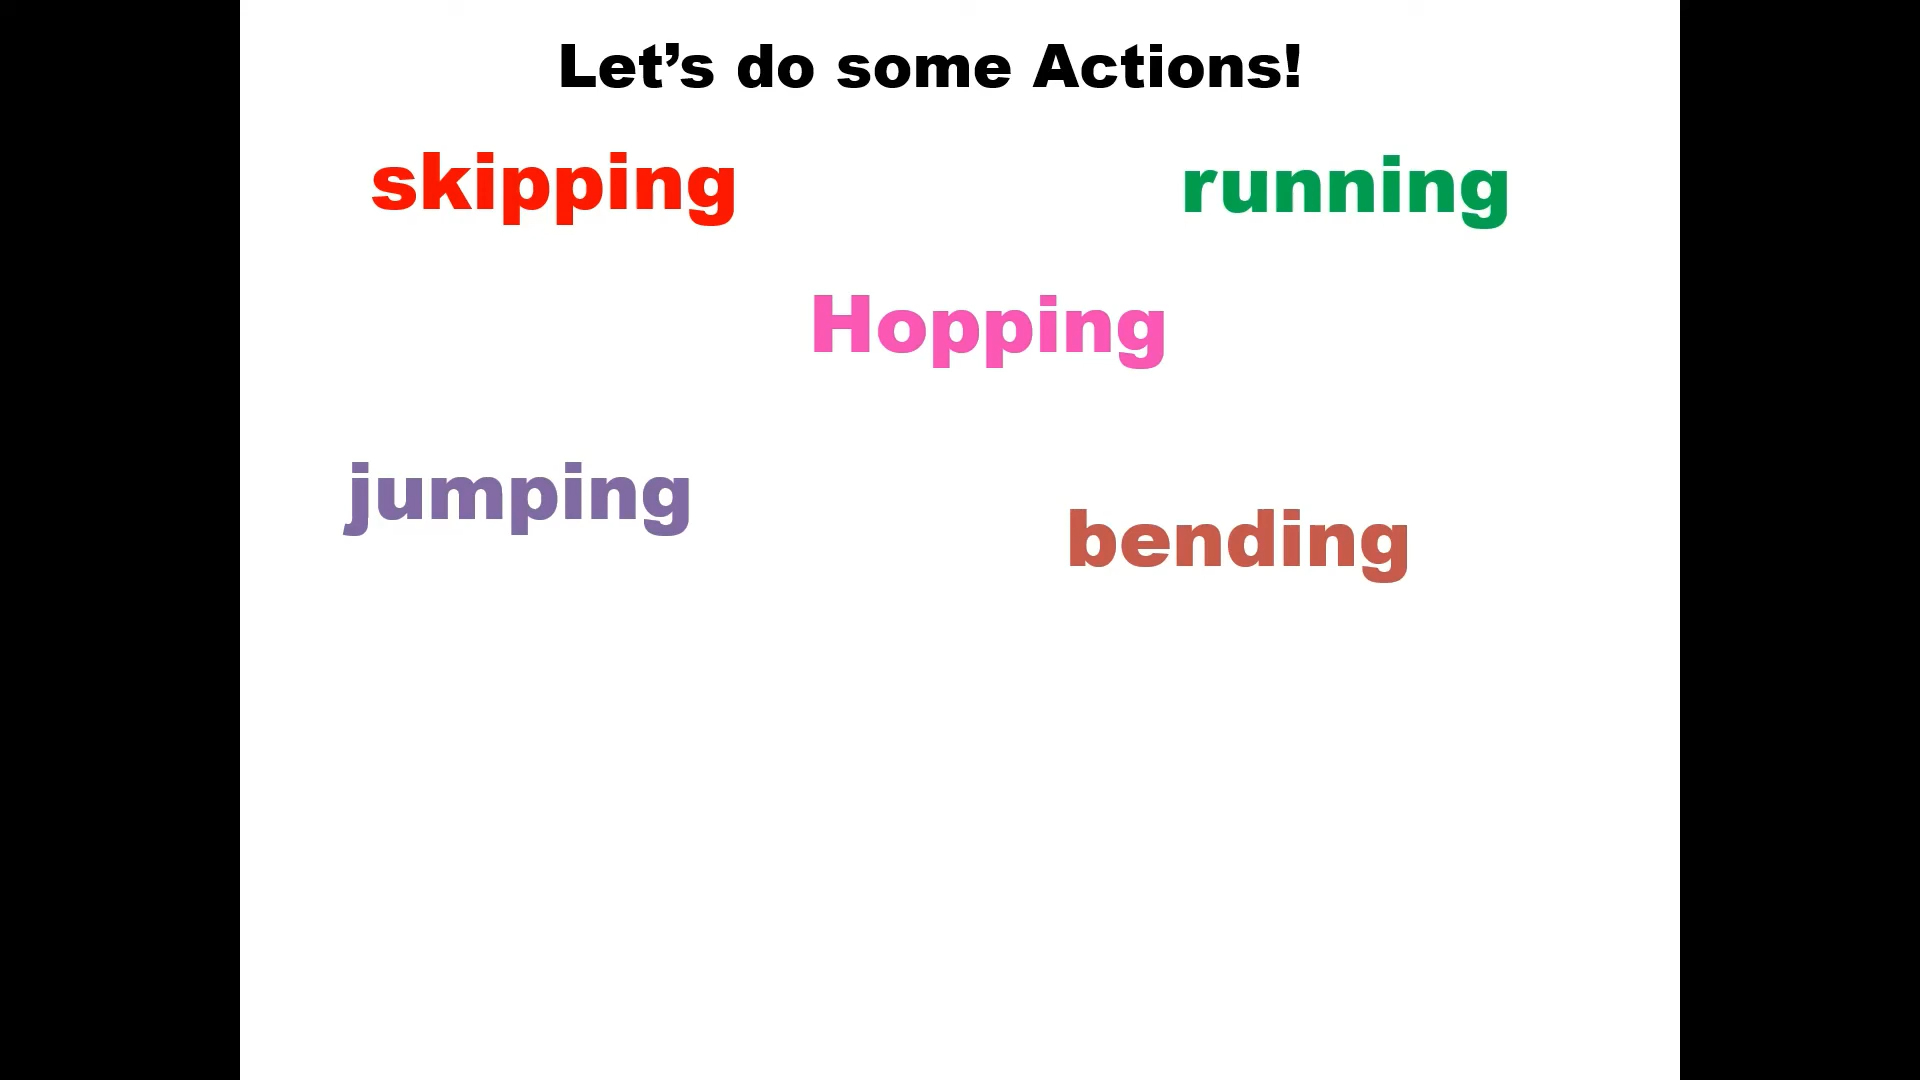 Let’s do some Actions!
skipping
running
Hopping
jumping
bending